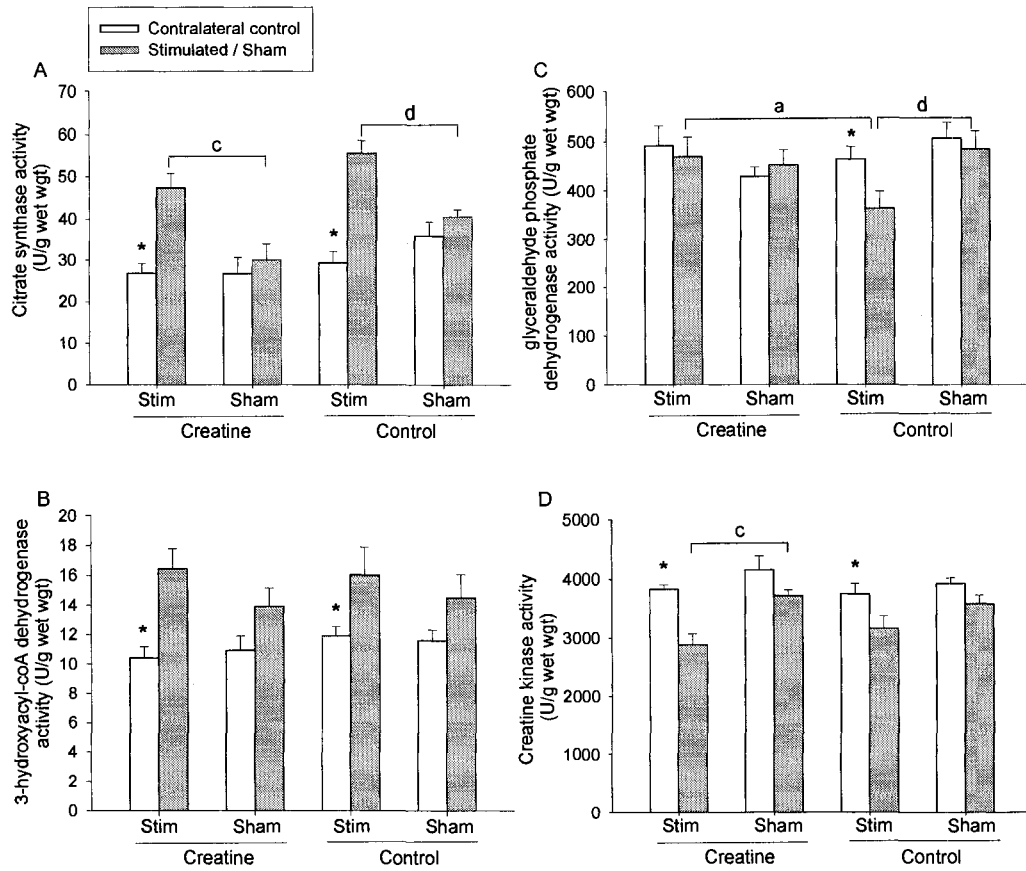 Contralateral control
Stimulated / Sham
A
Citrate synthase activity
(U/g wet wgt)
70
60
50
40
30
20
10
0
*
c
*
d
Stim
Sham
Stim
Sham
Creatine
Control
C
glyceraldehyde phosphate
dehydrogenase activity (U/g wet wgt)
600
500
400
300
200
100
0
a
*
d
Stim
Sham
Stim
Sham
Creatine
Control
B
3-hydroxyacyl-coA dehydrogenase
activity (U/g wet wgt)
20
18
16
14
12
10
8
6
4
2
0
*
*
Stim
Sham
Stim
Sham
Creatine
Control
D
Creatine kinase activity
(U/g wet wgt)
5000
4000
3000
2000
1000
0
*
c
*
Stim
Sham
Stim
Sham
Creatine
Control